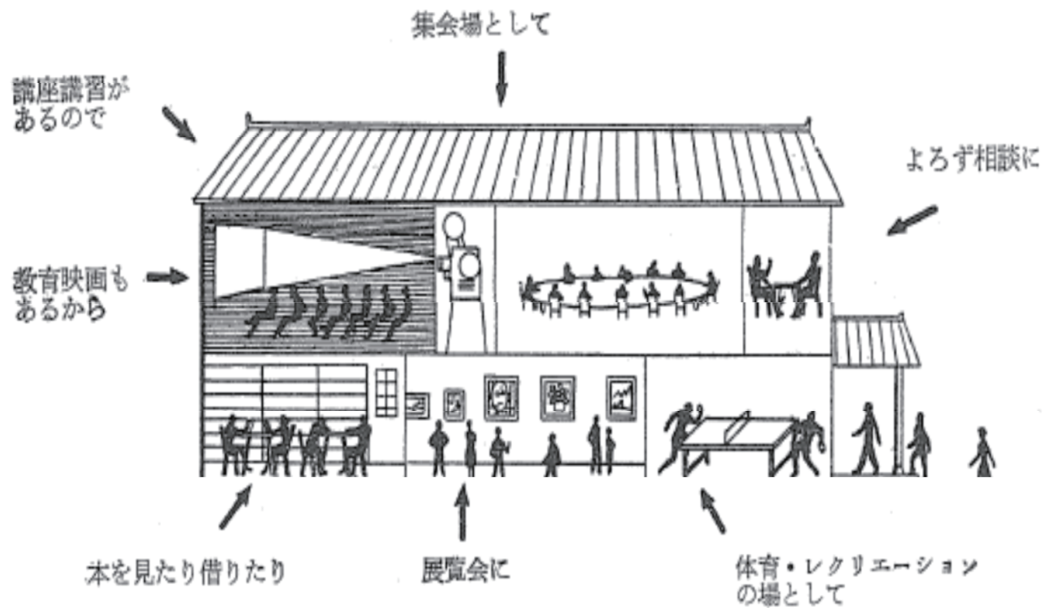 集会場として
講座講習が
あるので
よろず相談に
教育映画も
あるから
本を見たり借りたり
展覧会に
体育・レクリエーション
の場として